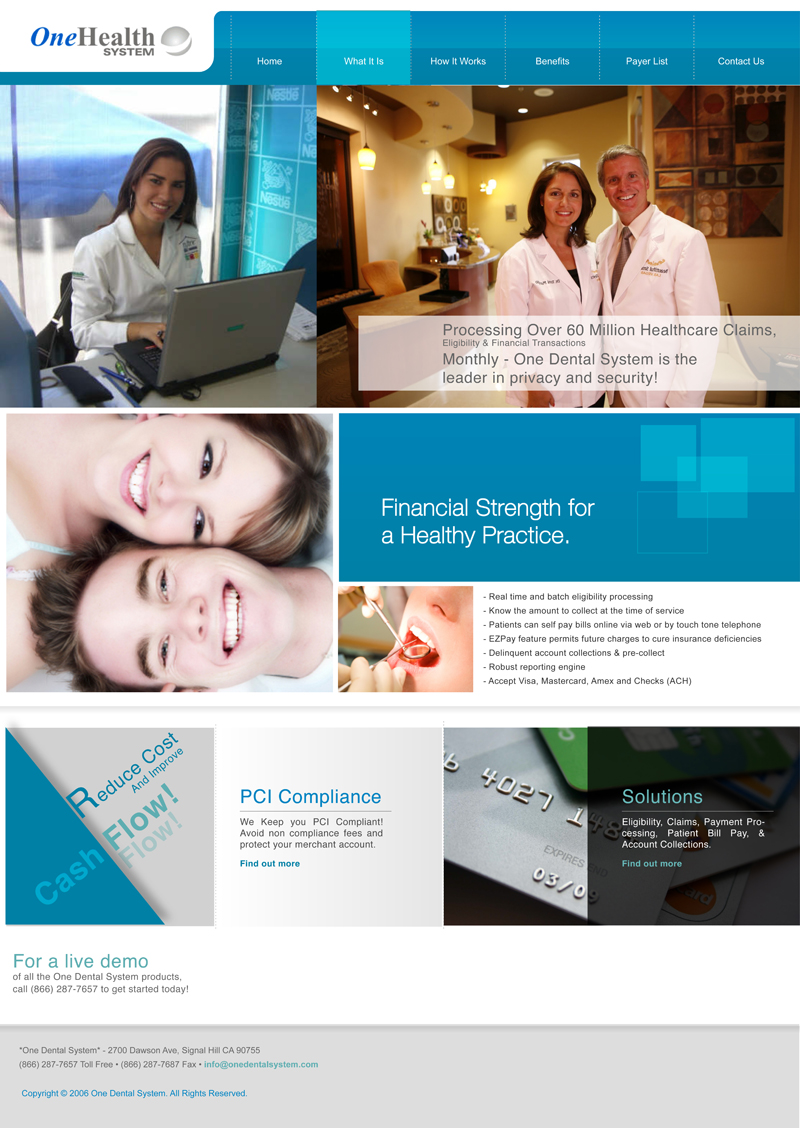 OneHealth
SYSTEM
Home
What It Is
How It Works
Benefits
Payer List
Contact Us
Nestlé
Nestlé
Nestlé
Processing Over 60 Million Healthcare Claims,
Eligibility & Financial Transactions
Monthly - One Dental System is the
leader in privacy and security!
Financial Strength for
a Healthy Practice.
- Real time and batch eligibility processing
- Know the amount to collect at the time of service
- Patients can self pay bills online via web or by touch tone telephone
- EZPay feature permits future charges to cure insurance deficiencies
- Delinquent account collections & pre-collect
- Robust reporting engine
- Accept Visa, Mastercard, Amex and Checks (ACH)
Reduce Cost
And Improve
Cash Flow!
Flow!
PCI Compliance
We Keep you PCI Compliant!
Avoid non compliance fees and
protect your merchant account.
Find out more
4027 148
EXPIRES END
03/09
Solutions
Eligibility, Claims, Payment Pro-
cessing, Patient Bill Pay, &
Account Collections.
Find out more
For a live demo
of all the One Dental System products,
call (866) 287-7657 to get started today!
*One Dental System* - 2700 Dawson Ave, Signal Hill CA 90755
(866) 287-7657 Toll Free • (866) 287-7687 Fax • info@onedentalsystem.com
Copyright © 2006 One Dental System. All Rights Reserved.